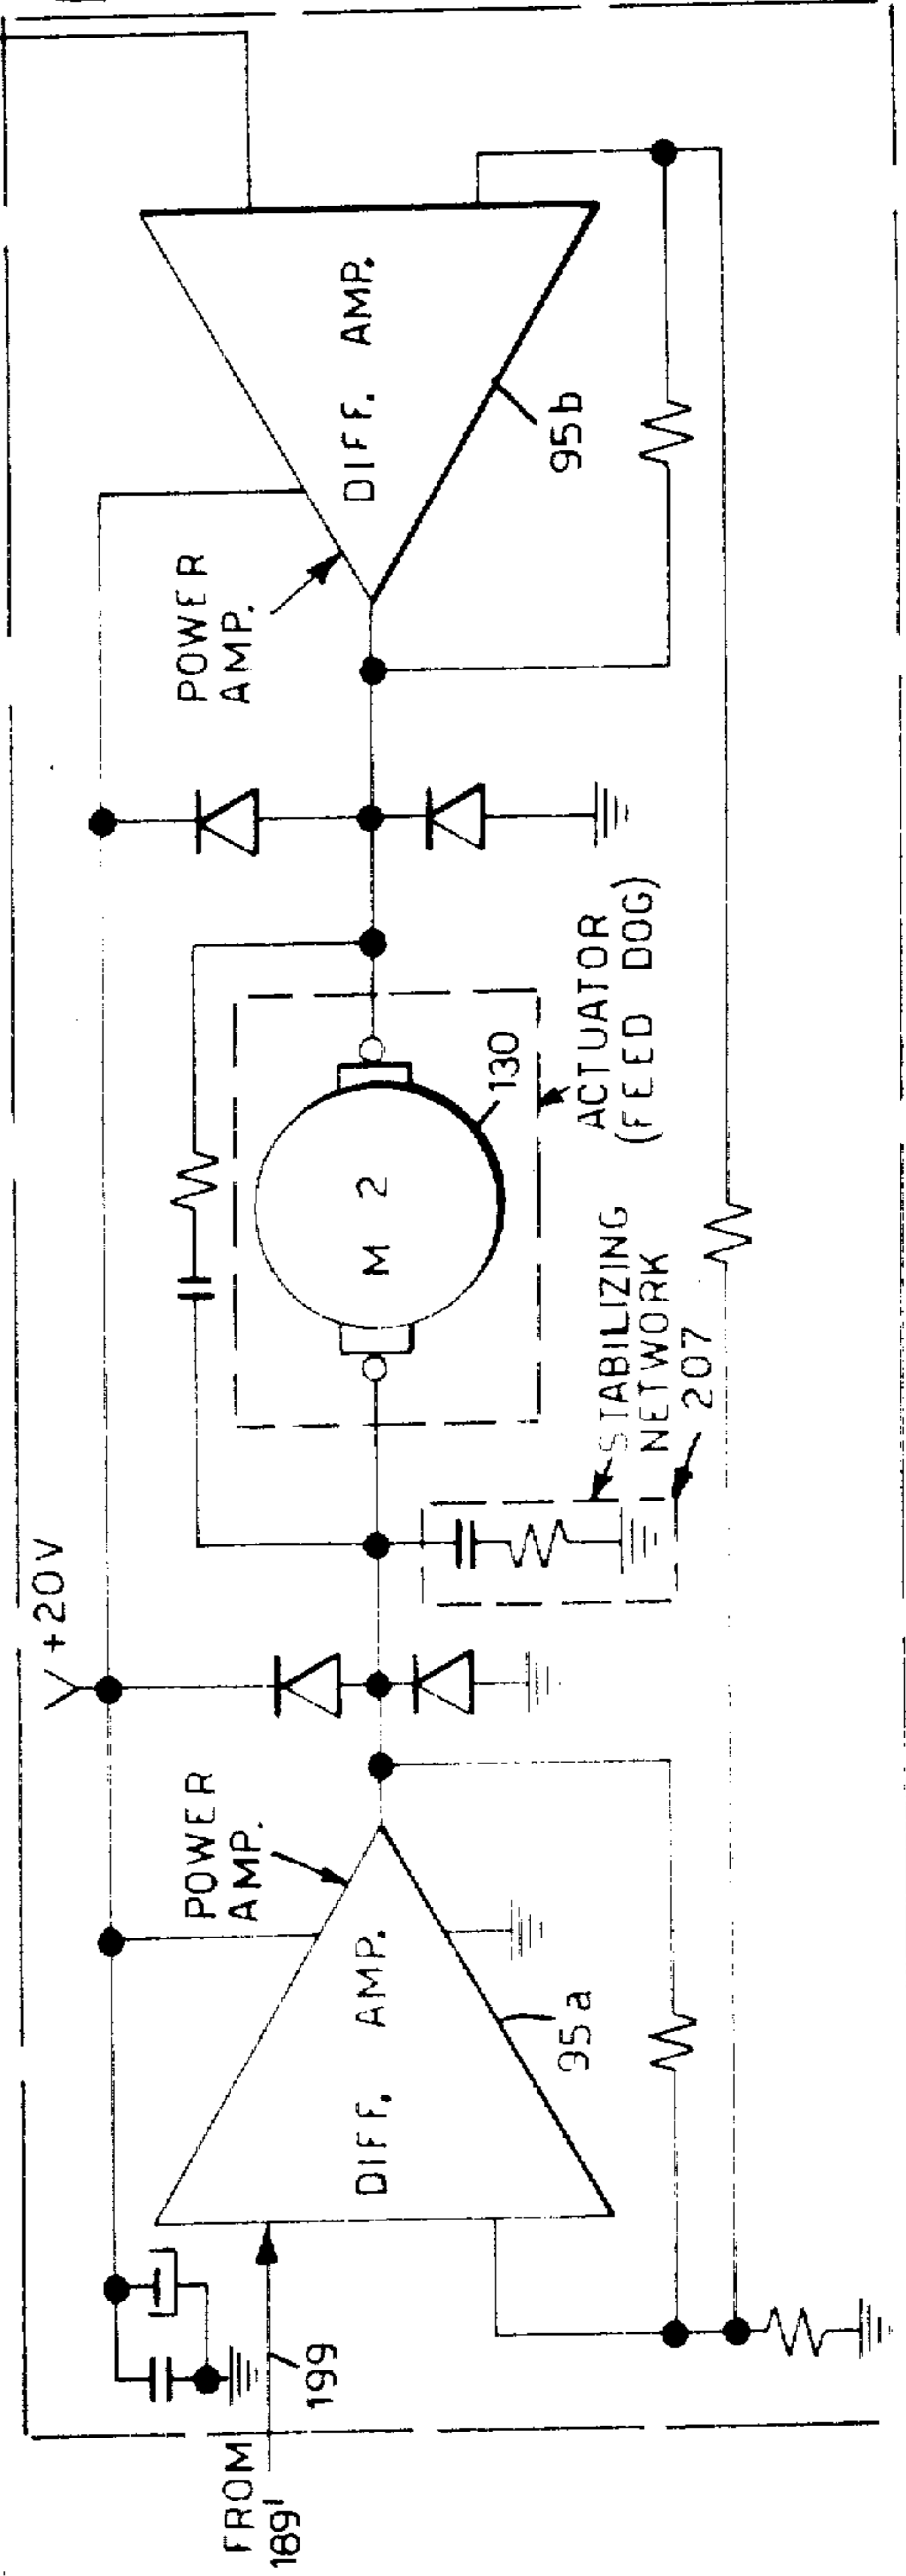 +20V
POWER
AMP.
POWER
AMP.
DIFF. AMP.
DIFF. AMP.
M 2
FROM
189'
199
95a
95b
130
ACTUATOR
(FEED DOG)
STABILIZING
NETWORK
207